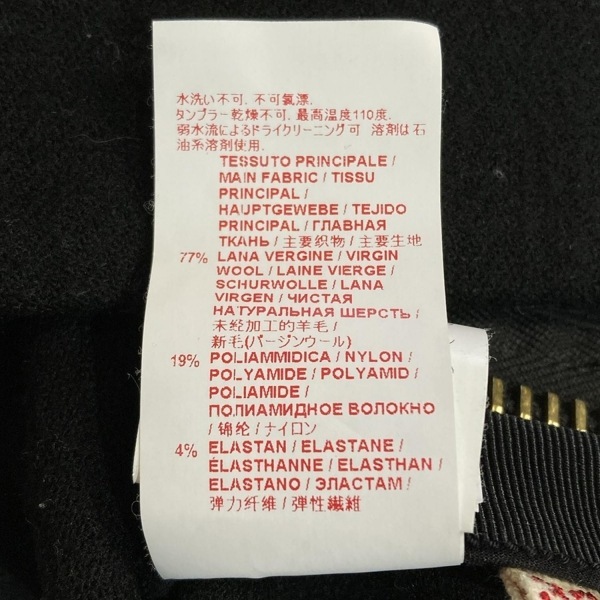 水洗い不可. 不可氯漂.
タンブラー乾燥不可. 最高温度110度.
弱水流によるドライクリーニング可 溶剤は石
油系溶剤使用.
TESSUTO PRINCIPALE /
MAIN FABRIC / TISSU
PRINCIPAL /
HAUPTGEWEBE / TEJIDO
PRINCIPAL / ГЛАВНАЯ
ТКАНЬ / 主要织物 / 主要生地
77% LANA VERGINE / VIRGIN
WOOL / LAINE VIERGE /
SCHURWOLLE / LANA
VIRGEN / ЧИСТАЯ
НАТУРАЛЬНАЯ ШЕРСТЬ /
未经加工的羊毛 /
新毛(バージンウール)
19% POLIAMMIDICA / NYLON /
POLYAMIDE / POLYAMID /
POLIAMIDE /
ПОЛИАМИДНОЕ ВОЛОКНО
/ 锦纶 / ナイロン
4% ELASTAN / ELASTANE /
ÉLASTHANNE / ELASTHAN /
ELASTANO / ЭЛАСТАМ /
弹力纤维 / 弾性繊維